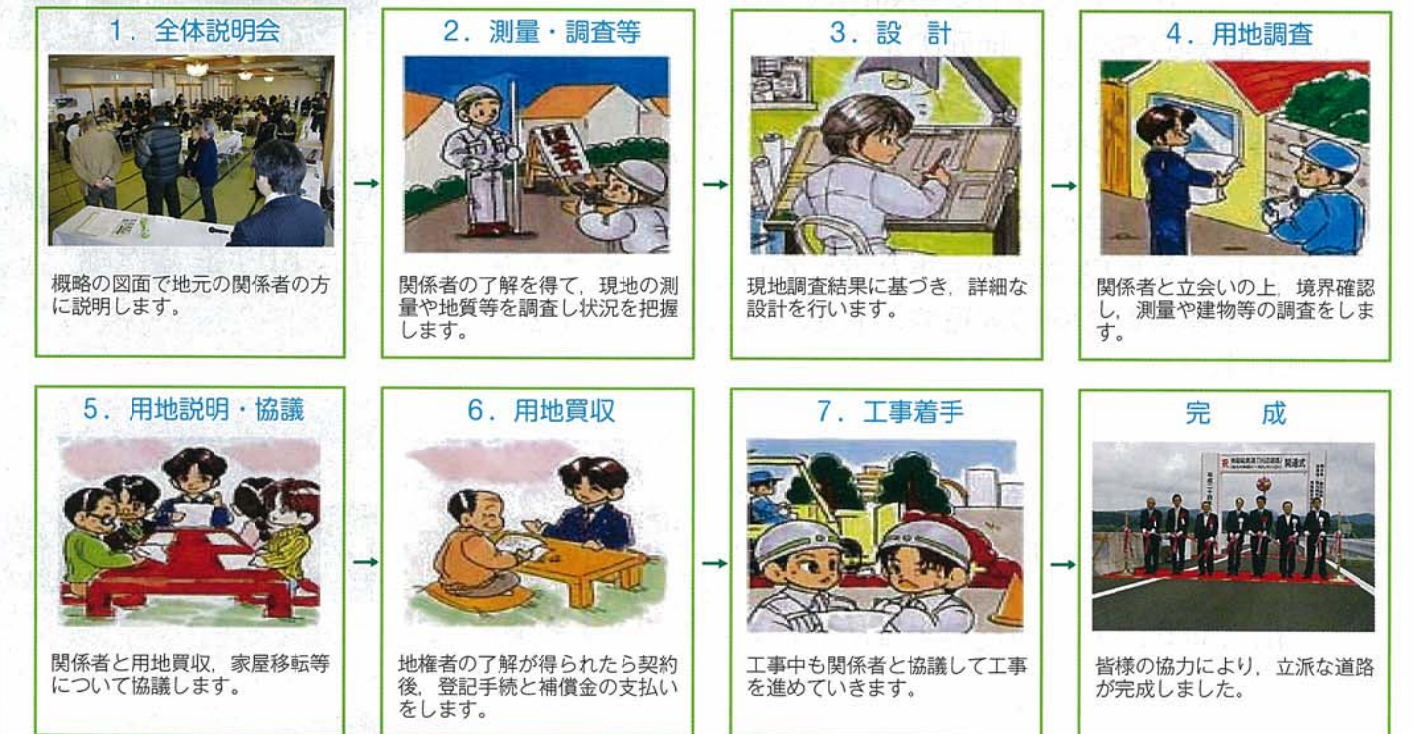 1. 全体説明会
概略の図面で地元の関係者の方
に説明します。
2. 測量・調査等
関係者の了解を得て，現地の測
量や地質等を調査し状況を把握
します。
3. 設 計
現地調査結果に基づき，詳細な
設計を行います。
4. 用地調査
関係者と立会いの上，境界確認
し，測量や建物等の調査をしま
す。
5. 用地説明・協議
関係者と用地買収，家屋移転等
について協議します。
6. 用地買収
地権者の了解が得られたら契約
後，登記手続と補償金の支払い
をします。
7. 工事着手
工事中も関係者と協議して工事
を進めていきます。
完 成
開通式
皆様の協力により，立派な道路
が完成しました。